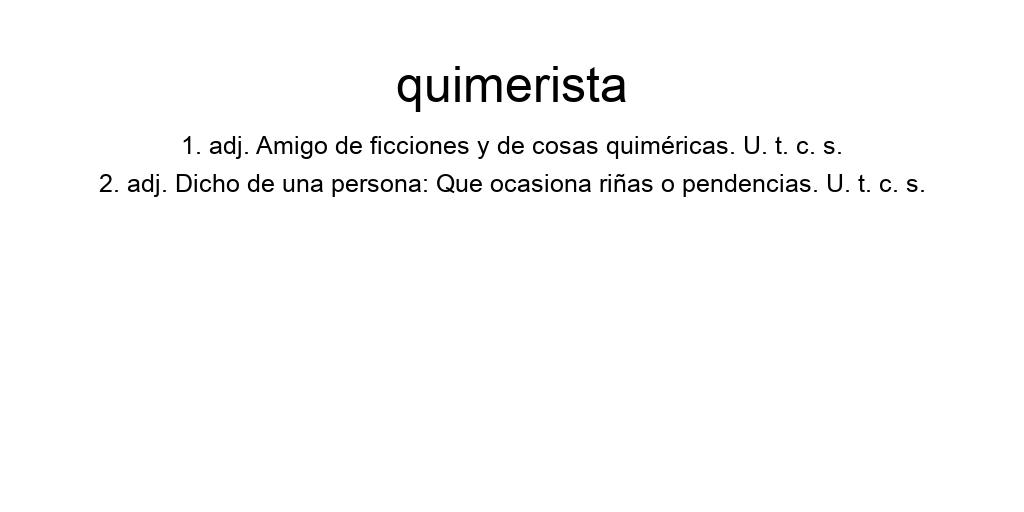 quimerista
1. adj. Amigo de ficciones y de cosas quiméricas. U. t. c. s.
2. adj. Dicho de una persona: Que ocasiona riñas o pendencias. U. t. c. s.